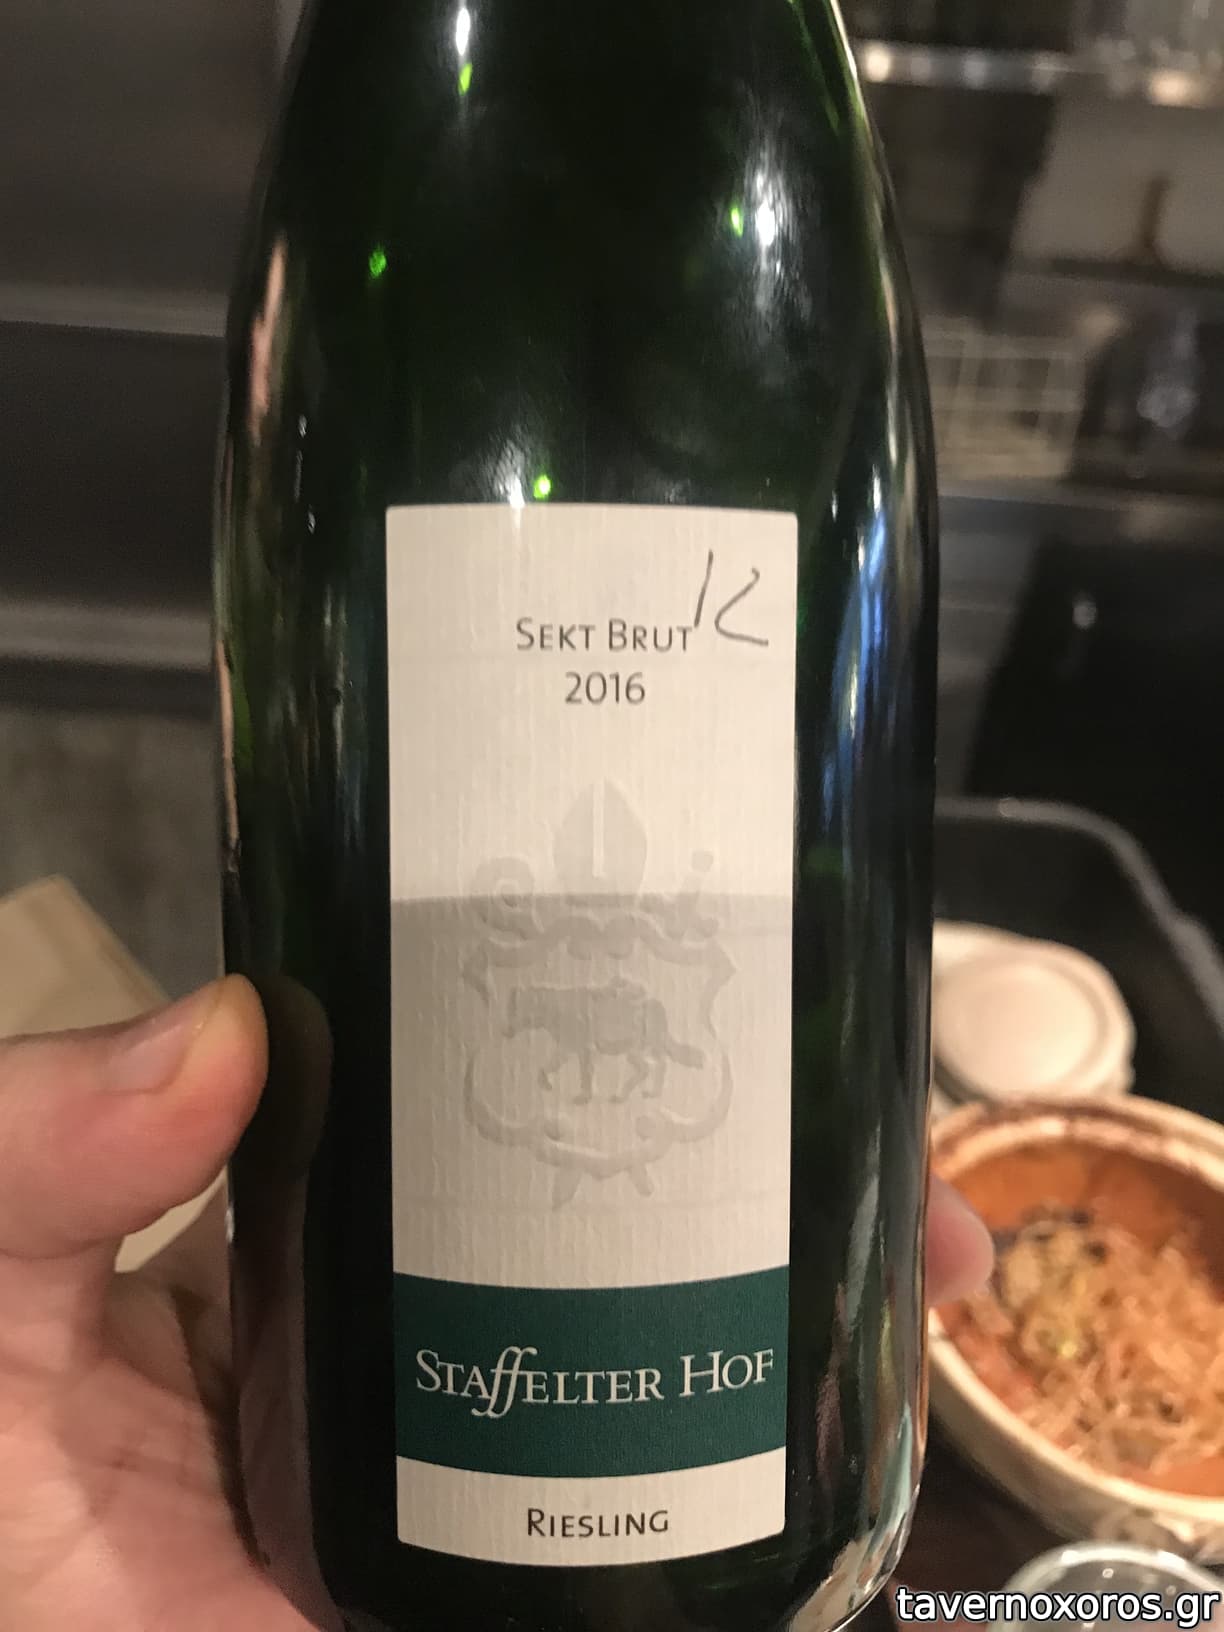 12
SEKT BRUT
2016
STAFFELTER HOF
RIESLING
tavernoxoros.gr